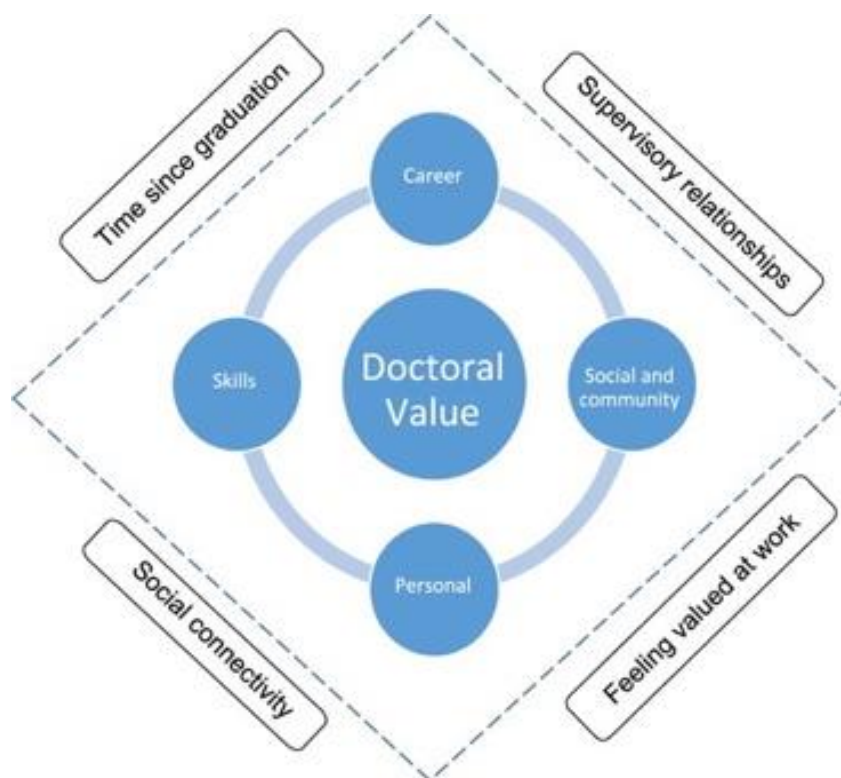 Time since graduation
Supervisory relationships
Career
Skills
Doctoral
Value
Social and
community
Personal
Social connectivity
Feeling valued at work